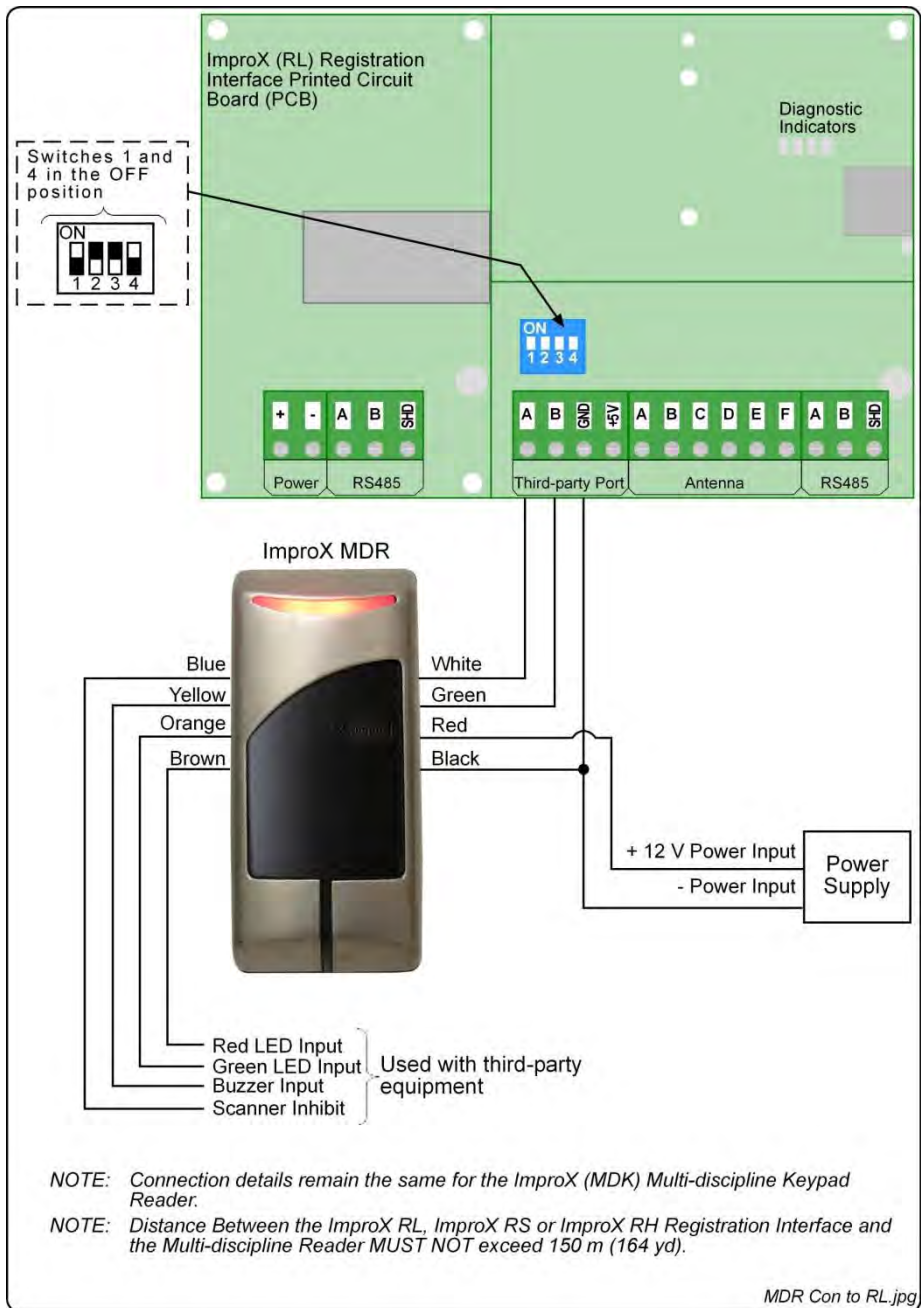 ImproX (RL) Registration
Interface Printed Circuit
Board (PCB)
Diagnostic
Indicators
Switches 1 and
4 in the OFF
position
ON
1 2 3 4
ON
1 2 3 4
+ - A B SHD
A B GND +5V A B C D E F A B SHD
Power RS485
Third-party Port Antenna RS485
ImproX MDR
Blue White
Yellow Green
Orange Red
Brown Black
+ 12 V Power Input
- Power Input
Power
Supply
Red LED Input
Green LED Input
Buzzer Input
Scanner Inhibit
Used with third-party
equipment
NOTE: Connection details remain the same for the ImproX (MDK) Multi-discipline Keypad
Reader.
NOTE: Distance Between the ImproX RL, ImproX RS or ImproX RH Registration Interface and
the Multi-discipline Reader MUST NOT exceed 150 m (164 yd).
MDR Con to RL.jpg